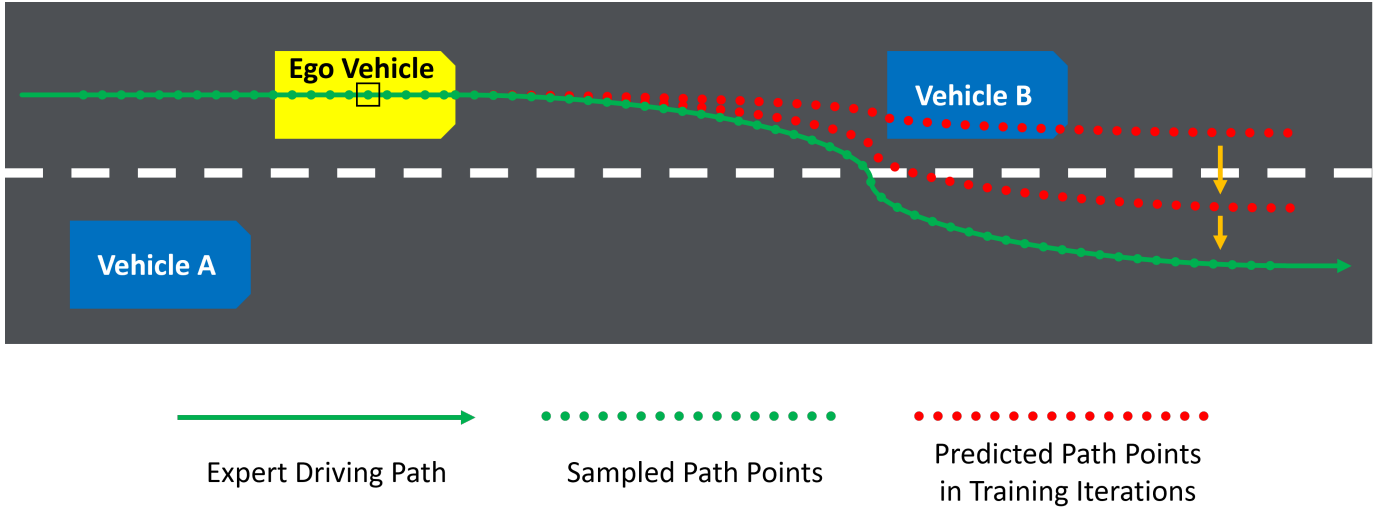 Ego Vehicle
Vehicle B
Vehicle A
Expert Driving Path
Sampled Path Points
Predicted Path Points
in Training Iterations